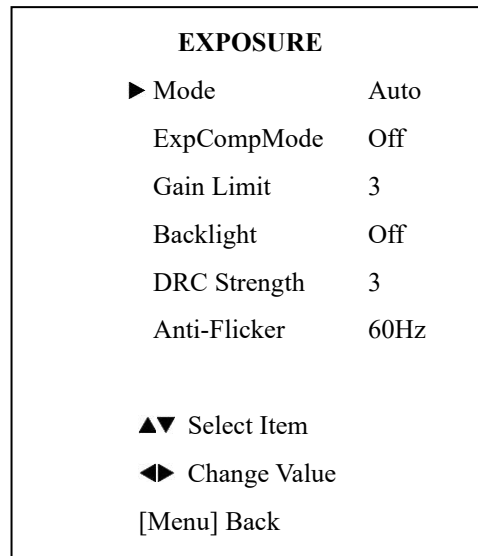 EXPOSURE
▶ Mode Auto
ExpCompMode Off
Gain Limit 3
Backlight Off
DRC Strength 3
Anti-Flicker 60Hz
▲▼ Select Item
◀▶ Change Value
[Menu] Back